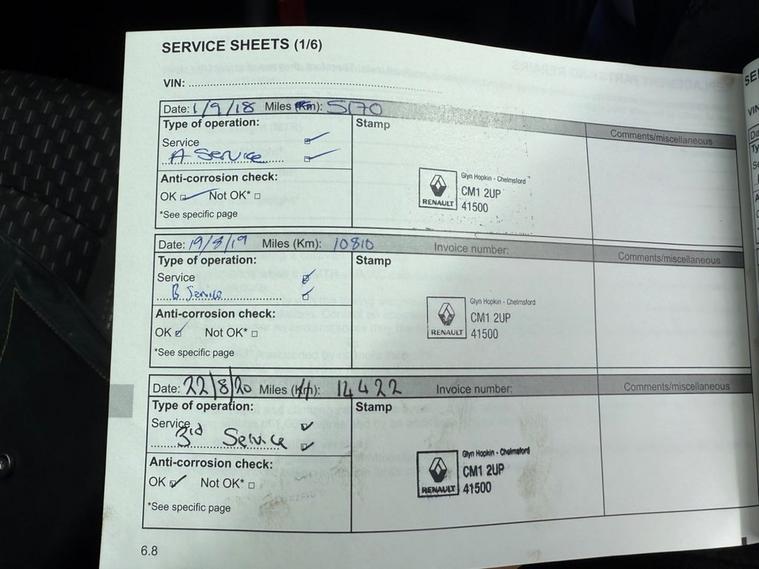 SERVICE SHEETS (1/6)
VIN:
Date: 1/9/18 Miles (Km): 5170
Type of operation: Stamp Comments/miscellaneous
Service
A Service
Anti-corrosion check:
OK Not OK*
*See specific page
Glyn Hopkin - Chelmsford
CM1 2UP
RENAULT 41500
Date: 19/8/19 Miles (Km): 10810 Invoice number: Comments/miscellaneous
Type of operation: Stamp
Service
B Service
Anti-corrosion check:
OK Not OK*
*See specific page
Glyn Hopkin - Chelmsford
CM1 2UP
RENAULT 41500
Date: 22/8/20 Miles (Km): 14422 Invoice number: Comments/miscellaneous
Type of operation: Stamp
Service
3rd Service
Anti-corrosion check:
OK Not OK*
*See specific page
Glyn Hopkin - Chelmsford
CM1 2UP
RENAULT 41500
6.8